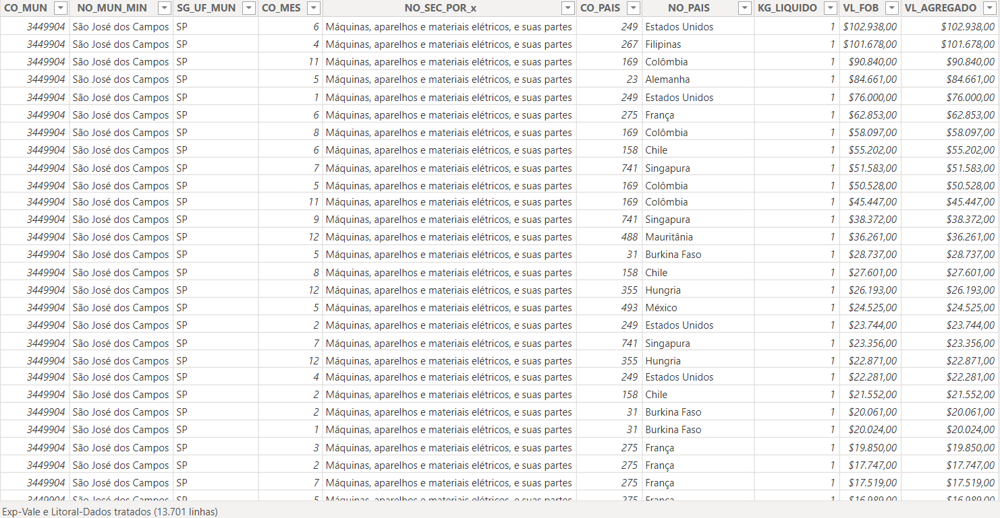 CO_MUN NO_MUN_MIN SG_UF_MUN CO_MES NO_SEC_POR_x CO_PAIS NO_PAIS KG_LIQUIDO VL_FOB VL_AGREGADO
3449904 São José dos Campos SP 6 Máquinas, aparelhos e materiais elétricos, e suas partes 249 Estados Unidos 1 $102.938,00 $102.938,00
3449904 São José dos Campos SP 4 Máquinas, aparelhos e materiais elétricos, e suas partes 267 Filipinas 1 $101.678,00 $101.678,00
3449904 São José dos Campos SP 11 Máquinas, aparelhos e materiais elétricos, e suas partes 169 Colômbia 1 $90.840,00 $90.840,00
3449904 São José dos Campos SP 5 Máquinas, aparelhos e materiais elétricos, e suas partes 23 Alemanha 1 $84.661,00 $84.661,00
3449904 São José dos Campos SP 1 Máquinas, aparelhos e materiais elétricos, e suas partes 249 Estados Unidos 1 $76.000,00 $76.000,00
3449904 São José dos Campos SP 6 Máquinas, aparelhos e materiais elétricos, e suas partes 275 França 1 $62.853,00 $62.853,00
3449904 São José dos Campos SP 8 Máquinas, aparelhos e materiais elétricos, e suas partes 169 Colômbia 1 $58.097,00 $58.097,00
3449904 São José dos Campos SP 6 Máquinas, aparelhos e materiais elétricos, e suas partes 158 Chile 1 $55.202,00 $55.202,00
3449904 São José dos Campos SP 7 Máquinas, aparelhos e materiais elétricos, e suas partes 741 Singapura 1 $51.583,00 $51.583,00
3449904 São José dos Campos SP 5 Máquinas, aparelhos e materiais elétricos, e suas partes 169 Colômbia 1 $50.528,00 $50.528,00
3449904 São José dos Campos SP 11 Máquinas, aparelhos e materiais elétricos, e suas partes 169 Colômbia 1 $45.447,00 $45.447,00
3449904 São José dos Campos SP 9 Máquinas, aparelhos e materiais elétricos, e suas partes 741 Singapura 1 $38.372,00 $38.372,00
3449904 São José dos Campos SP 12 Máquinas, aparelhos e materiais elétricos, e suas partes 488 Mauritânia 1 $36.261,00 $36.261,00
3449904 São José dos Campos SP 5 Máquinas, aparelhos e materiais elétricos, e suas partes 31 Burkina Faso 1 $28.737,00 $28.737,00
3449904 São José dos Campos SP 8 Máquinas, aparelhos e materiais elétricos, e suas partes 158 Chile 1 $27.601,00 $27.601,00
3449904 São José dos Campos SP 12 Máquinas, aparelhos e materiais elétricos, e suas partes 355 Hungria 1 $26.193,00 $26.193,00
3449904 São José dos Campos SP 5 Máquinas, aparelhos e materiais elétricos, e suas partes 493 México 1 $24.525,00 $24.525,00
3449904 São José dos Campos SP 2 Máquinas, aparelhos e materiais elétricos, e suas partes 249 Estados Unidos 1 $23.744,00 $23.744,00
3449904 São José dos Campos SP 7 Máquinas, aparelhos e materiais elétricos, e suas partes 741 Singapura 1 $23.356,00 $23.356,00
3449904 São José dos Campos SP 12 Máquinas, aparelhos e materiais elétricos, e suas partes 355 Hungria 1 $22.871,00 $22.871,00
3449904 São José dos Campos SP 4 Máquinas, aparelhos e materiais elétricos, e suas partes 249 Estados Unidos 1 $22.281,00 $22.281,00
3449904 São José dos Campos SP 2 Máquinas, aparelhos e materiais elétricos, e suas partes 158 Chile 1 $21.552,00 $21.552,00
3449904 São José dos Campos SP 2 Máquinas, aparelhos e materiais elétricos, e suas partes 31 Burkina Faso 1 $20.061,00 $20.061,00
3449904 São José dos Campos SP 1 Máquinas, aparelhos e materiais elétricos, e suas partes 31 Burkina Faso 1 $20.024,00 $20.024,00
3449904 São José dos Campos SP 3 Máquinas, aparelhos e materiais elétricos, e suas partes 275 França 1 $19.850,00 $19.850,00
3449904 São José dos Campos SP 2 Máquinas, aparelhos e materiais elétricos, e suas partes 275 França 1 $17.747,00 $17.747,00
3449904 São José dos Campos SP 7 Máquinas, aparelhos e materiais elétricos, e suas partes 275 França 1 $17.519,00 $17.519,00
3449904 São José dos Campos SP 5 Máquinas, aparelhos e materiais elétricos, e suas partes 275 França 1 $16.989,00 $16.989,00
Exp-Vale e Litoral-Dados tratados (13.701 linhas)